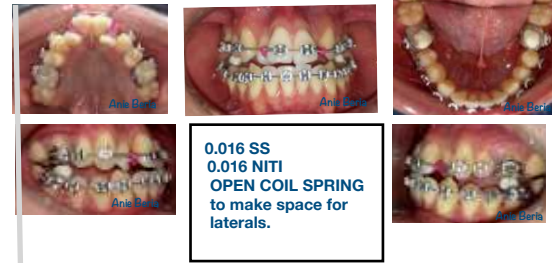 Anie Beria
Anie Beria
Anie Beria
Anie Beria
0.016 SS
0.016 NITI
OPEN COIL SPRING
to make space for
laterals.
Anie Beria